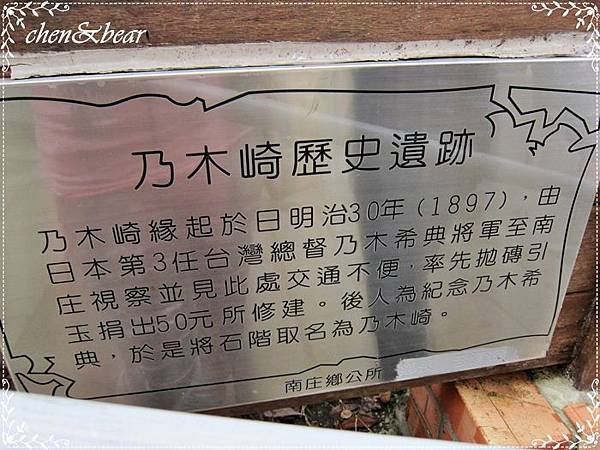 chen&bear
乃木崎歷史遺跡
乃木崎緣起於日明治30年(1897)，由
日本第3任台灣總督乃木希典將軍至南
庄視察並見此處交通不便，率先拋磚引
玉捐出50元所修建。後人為紀念乃木希
典，於是將石階取名為乃木崎。
南庄鄉公所
chen&bear